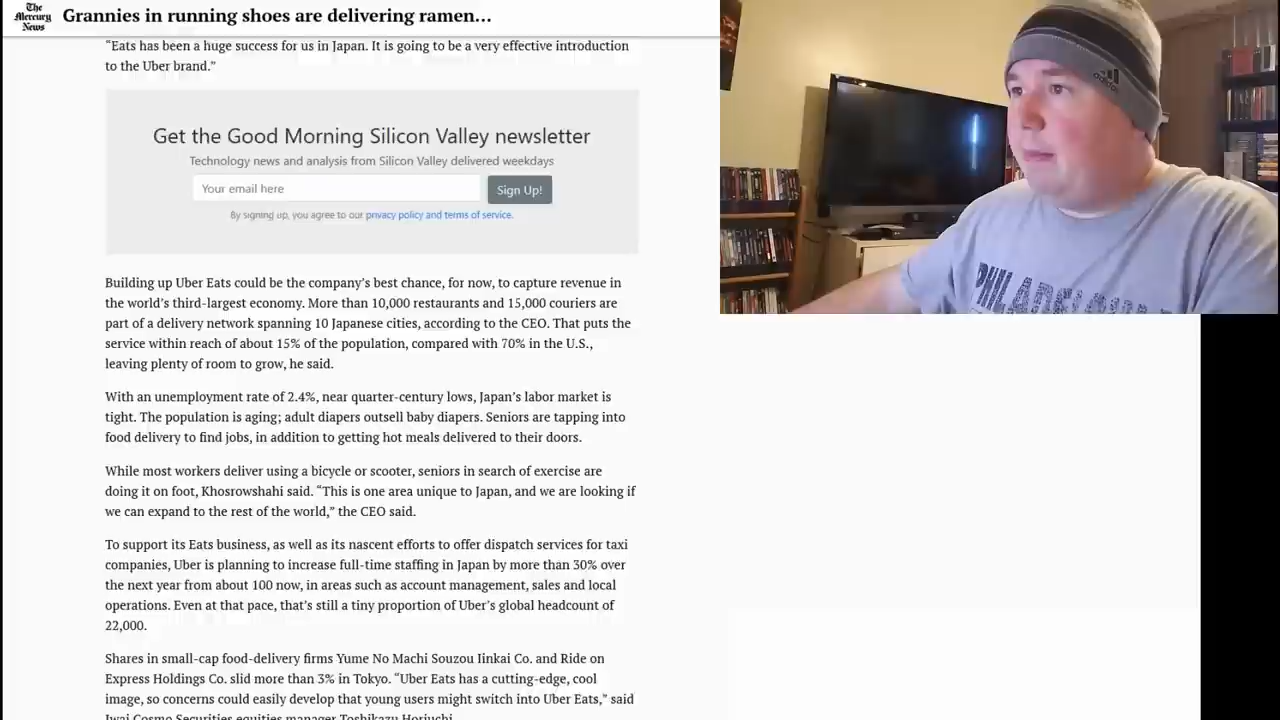 The
Mercury
News
Grannies in running shoes are delivering ramen…
“Eats has been a huge success for us in Japan. It is going to be a very effective introduction
to the Uber brand.”
Get the Good Morning Silicon Valley newsletter
Technology news and analysis from Silicon Valley delivered weekdays
Your email here
Sign Up!
By signing up, you agree to our privacy policy and terms of service.
Building up Uber Eats could be the company’s best chance, for now, to capture revenue in
the world’s third-largest economy. More than 10,000 restaurants and 15,000 couriers are
part of a delivery network spanning 10 Japanese cities, according to the CEO. That puts the
service within reach of about 15% of the population, compared with 70% in the U.S.,
leaving plenty of room to grow, he said.
With an unemployment rate of 2.4%, near quarter-century lows, Japan’s labor market is
tight. The population is aging; adult diapers outsell baby diapers. Seniors are tapping into
food delivery to find jobs, in addition to getting hot meals delivered to their doors.
While most workers deliver using a bicycle or scooter, seniors in search of exercise are
doing it on foot, Khosrowshahi said. “This is one area unique to Japan, and we are looking if
we can expand to the rest of the world,” the CEO said.
To support its Eats business, as well as its nascent efforts to offer dispatch services for taxi
companies, Uber is planning to increase full-time staffing in Japan by more than 30% over
the next year from about 100 now, in areas such as account management, sales and local
operations. Even at that pace, that’s still a tiny proportion of Uber’s global headcount of
22,000.
Shares in small-cap food-delivery firms Yume No Machi Souzou Iinkai Co. and Ride on
Express Holdings Co. slid more than 3% in Tokyo. “Uber Eats has a cutting-edge, cool
image, so concerns could easily develop that young users might switch into Uber Eats,” said
Iwai Cosmo Securities equities manager Toshikazu Horiuchi.
adidas